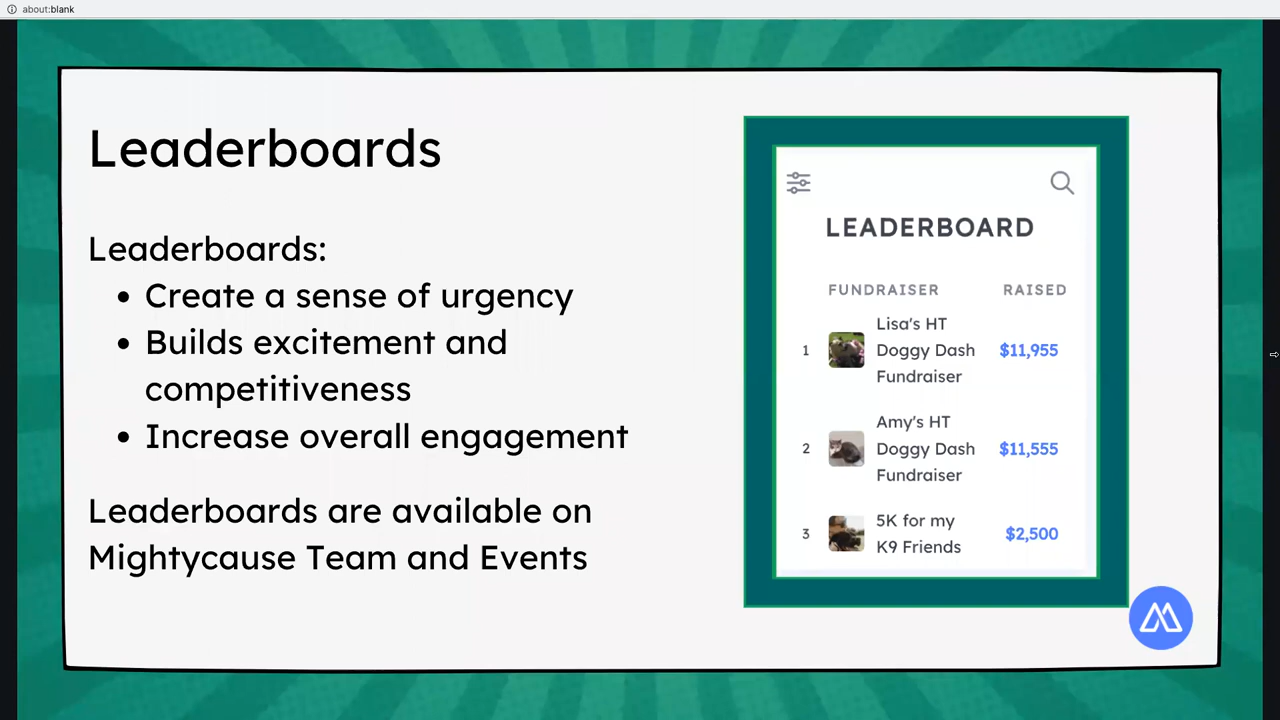 about:blank
Leaderboards
Leaderboards:
• Create a sense of urgency
• Builds excitement and
competitiveness
• Increase overall engagement
Leaderboards are available on
Mightycause Team and Events
LEADERBOARD
FUNDRAISER RAISED
1 Lisa's HT
Doggy Dash $11,955
Fundraiser
2 Amy's HT
Doggy Dash $11,555
Fundraiser
3 5K for my
K9 Friends $2,500